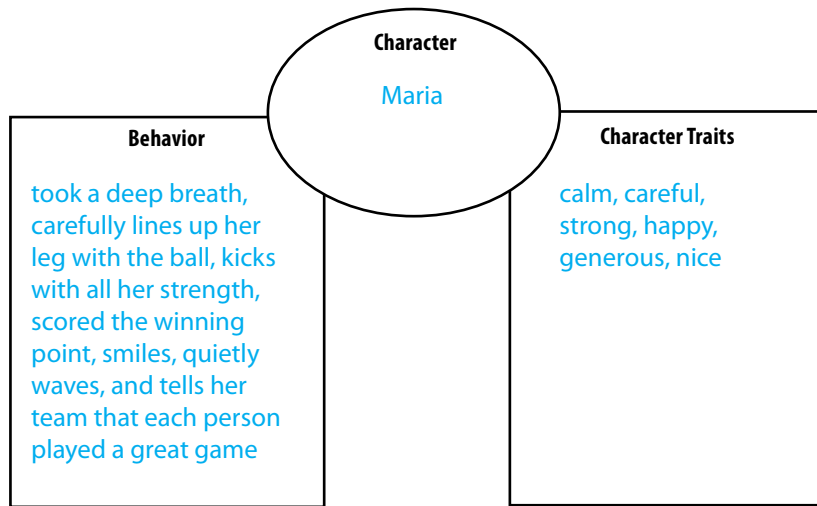 Character
Maria
Behavior
took a deep breath,
carefully lines up her
leg with the ball, kicks
with all her strength,
scored the winning
point, smiles, quietly
waves, and tells her
team that each person
played a great game
Character Traits
calm, careful,
strong, happy,
generous, nice